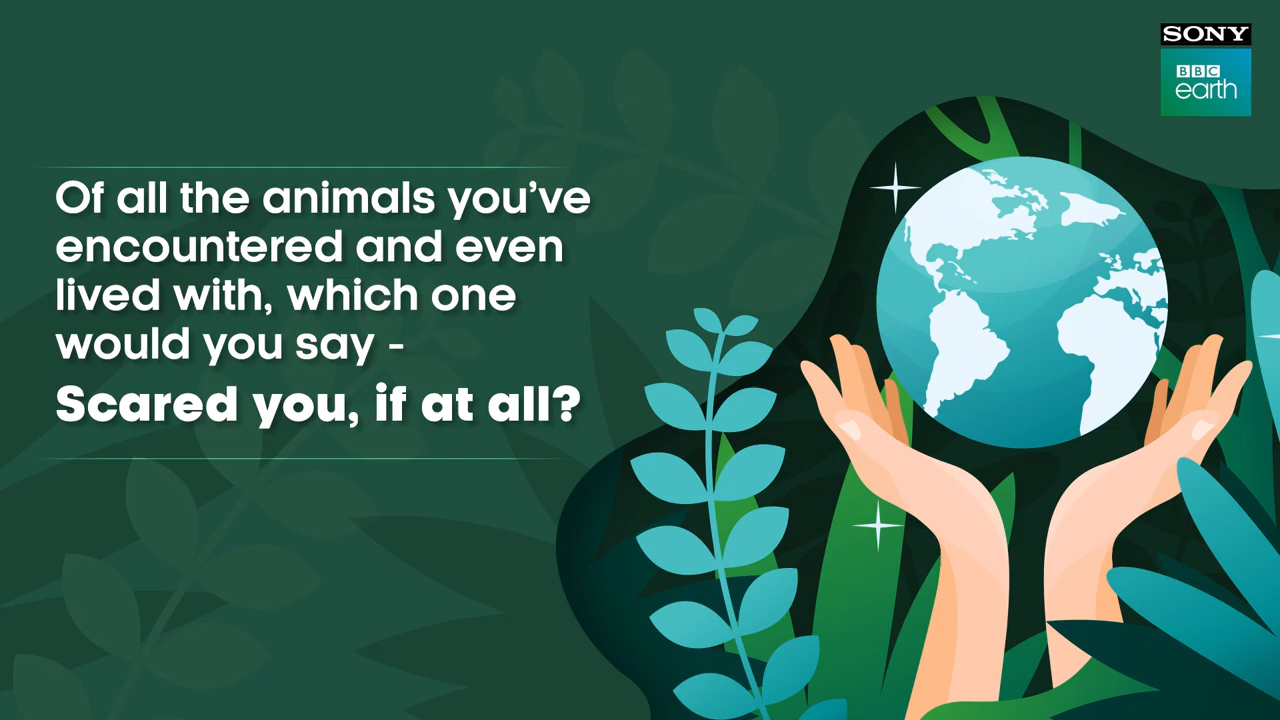 SONY
BBC
earth
Of all the animals you’ve
encountered and even
lived with, which one
would you say -
Scared you, if at all?